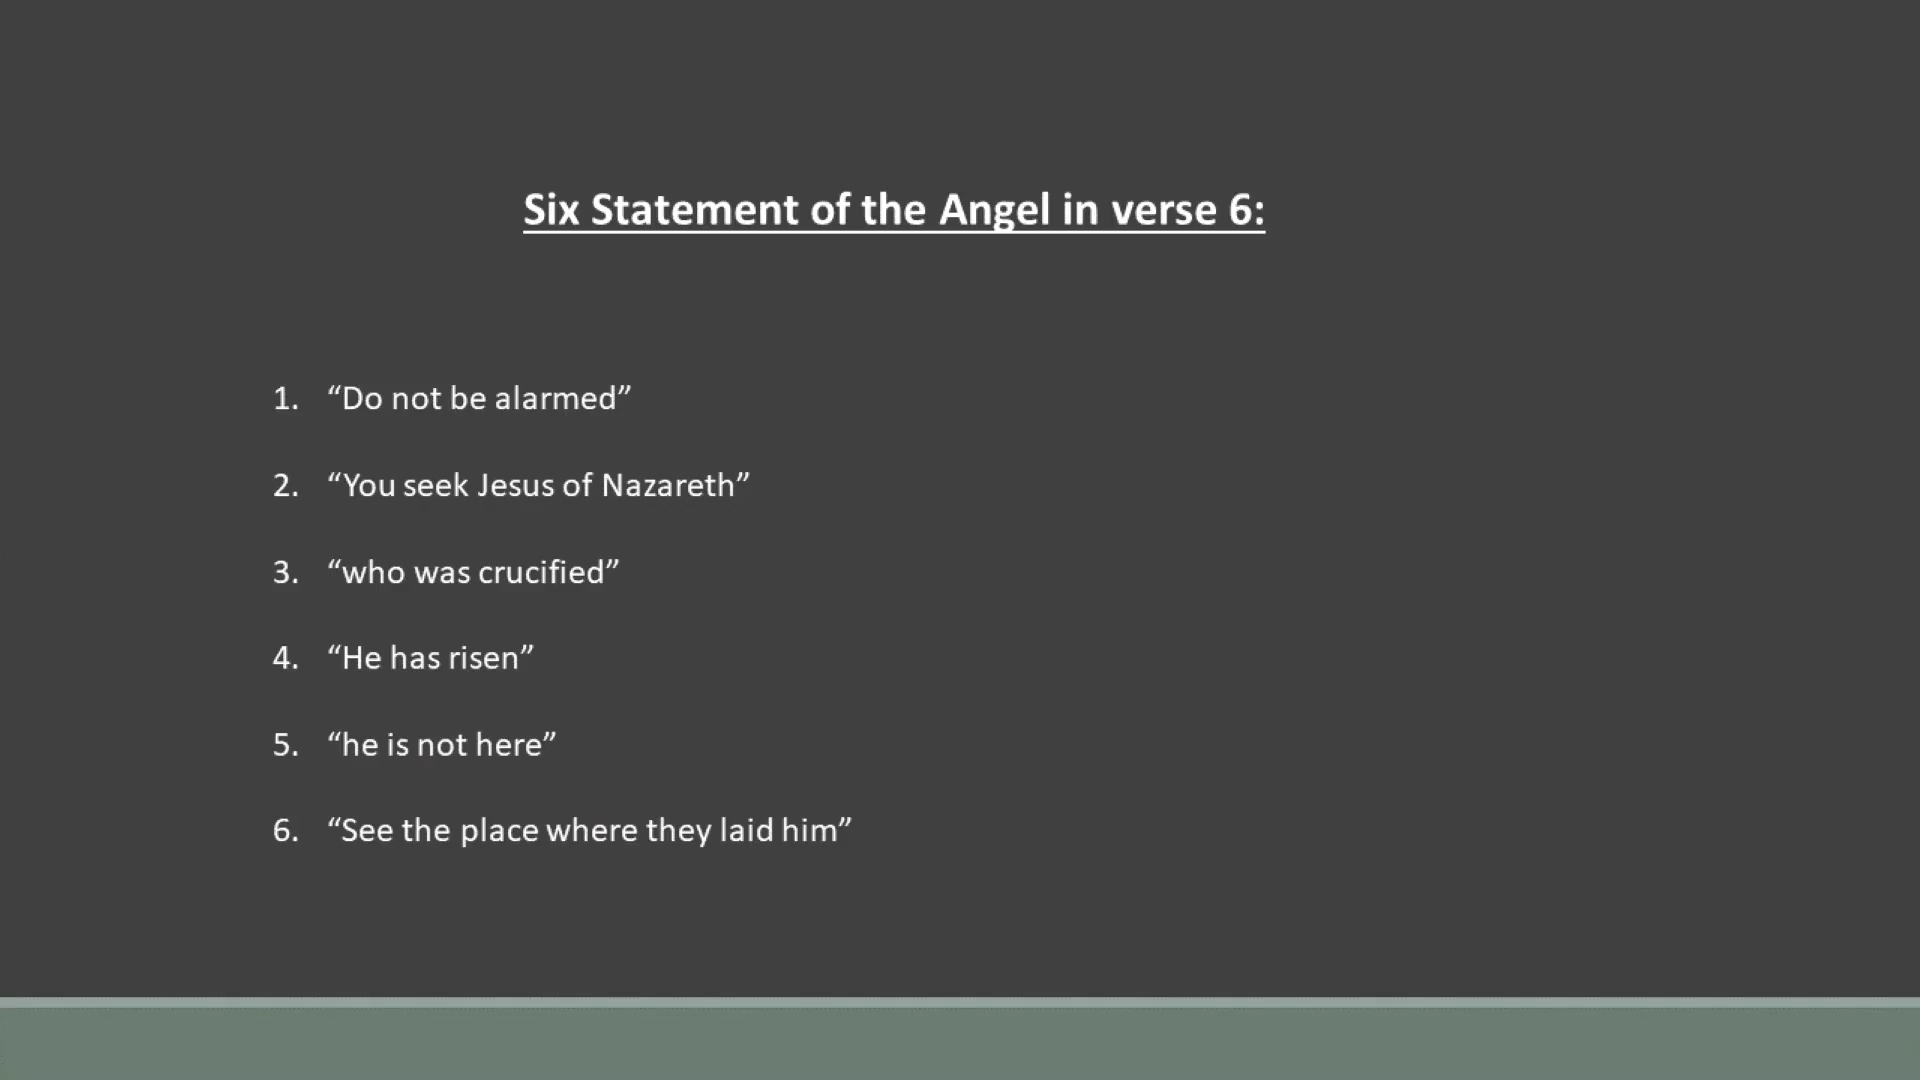 Six Statement of the Angel in verse 6:
1. “Do not be alarmed”
2. “You seek Jesus of Nazareth”
3. “who was crucified”
4. “He has risen”
5. “he is not here”
6. “See the place where they laid him”